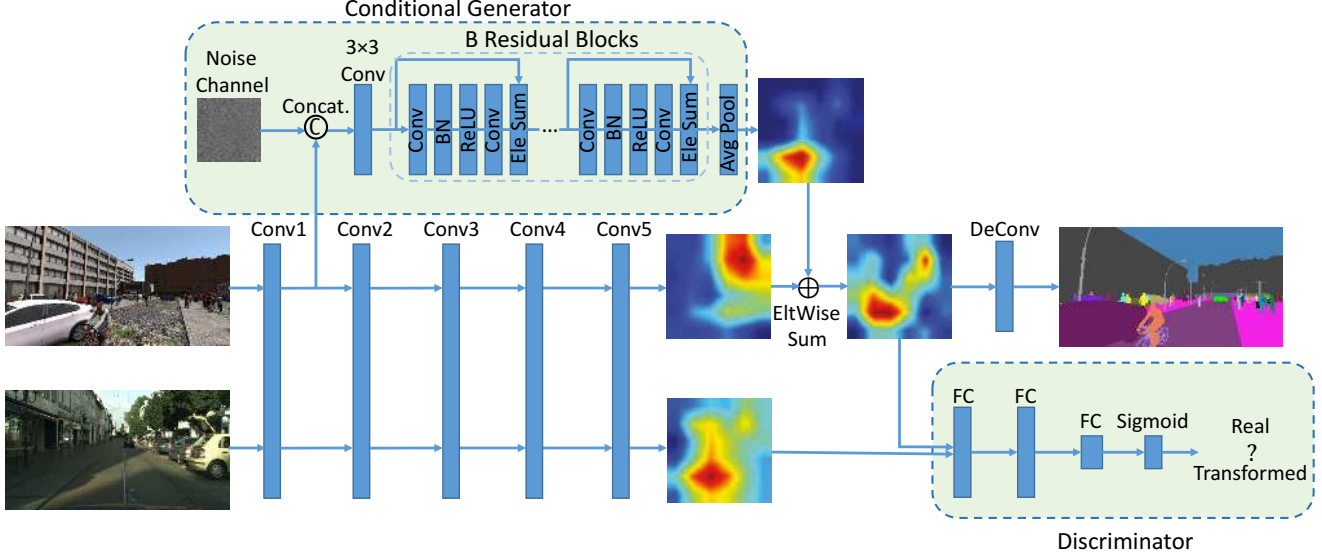 Conditional Generator
B Residual Blocks
3×3
Conv
Noise
Channel
Concat.
C
Conv
BN
ReLU
Conv
Ele Sum
...
Conv
BN
ReLU
Conv
Ele Sum
Avg Pool
Conv1
Conv2
Conv3
Conv4
Conv5
EltWise
Sum
DeConv
FC
FC
FC
Sigmoid
Real
?
Transformed
Discriminator